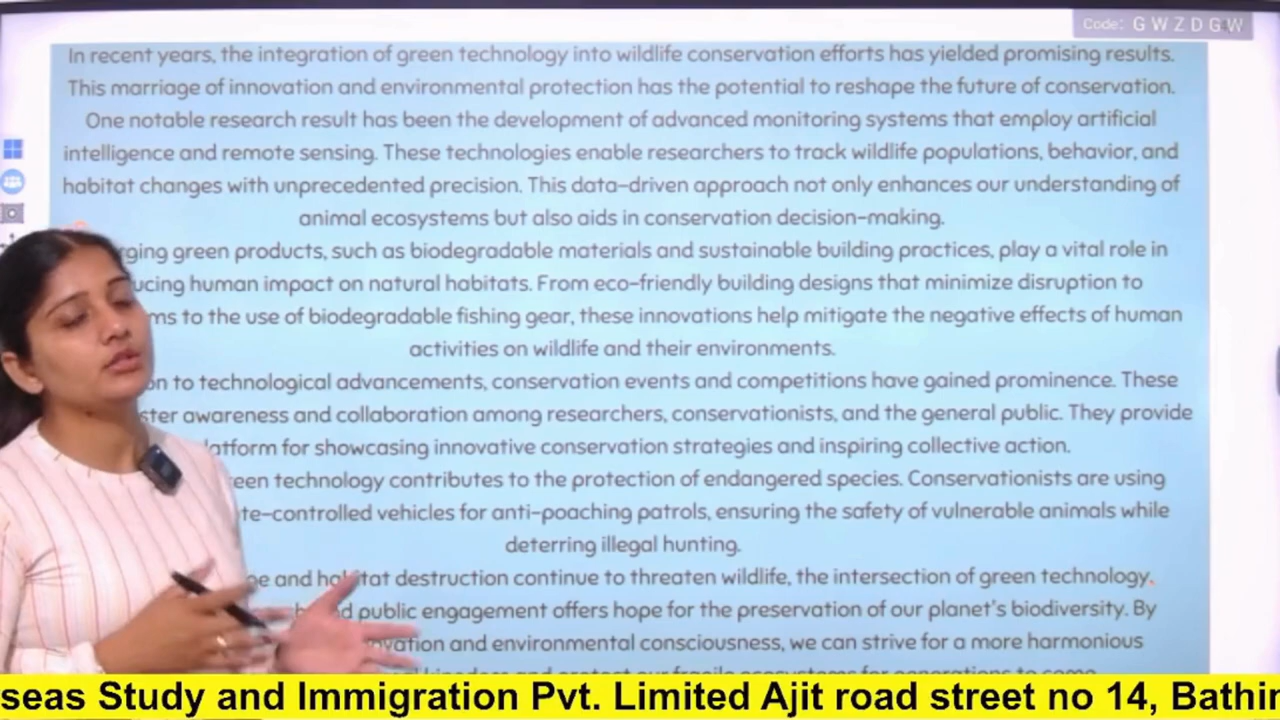 Code: G W Z D G W
In recent years, the integration of green technology into wildlife conservation efforts has yielded promising results.
This marriage of innovation and environmental protection has the potential to reshape the future of conservation.
One notable research result has been the development of advanced monitoring systems that employ artificial
intelligence and remote sensing. These technologies enable researchers to track wildlife populations, behavior, and
habitat changes with unprecedented precision. This data-driven approach not only enhances our understanding of
animal ecosystems but also aids in conservation decision-making.
green products, such as biodegradable materials and sustainable building practices, play a vital role in
human impact on natural habitats. From eco-friendly building designs that minimize disruption to
to the use of biodegradable fishing gear, these innovations help mitigate the negative effects of human
activities on wildlife and their environments.
to technological advancements, conservation events and competitions have gained prominence. These
awareness and collaboration among researchers, conservationists, and the general public. They provide
for showcasing innovative conservation strategies and inspiring collective action.
technology contributes to the protection of endangered species. Conservationists are using
vehicles for anti-poaching patrols, ensuring the safety of vulnerable animals while
deterring illegal hunting.
and habitat destruction continue to threaten wildlife, the intersection of green technology,
public engagement offers hope for the preservation of our planet's biodiversity. By
and environmental consciousness, we can strive for a more harmonious
and protect our fragile ecosystems for generations to come
seas Study and Immigration Pvt. Limited Ajit road street no 14, Bathin